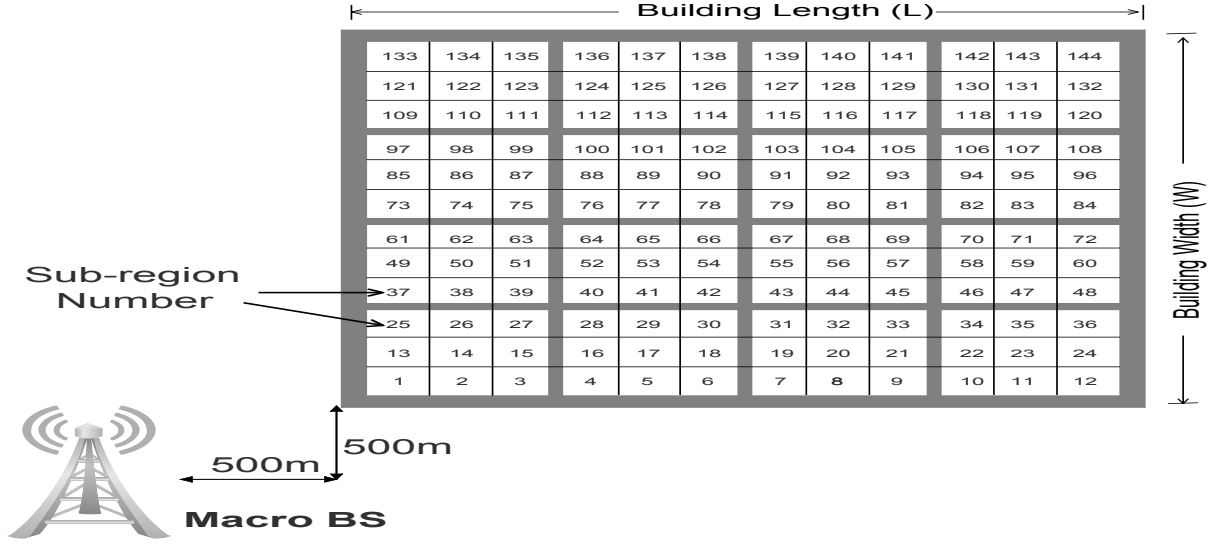 Building Length (L)
133 134 135 136 137 138 139 140 141 142 143 144
121 122 123 124 125 126 127 128 129 130 131 132
109 110 111 112 113 114 115 116 117 118 119 120
97 98 99 100 101 102 103 104 105 106 107 108
85 86 87 88 89 90 91 92 93 94 95 96
73 74 75 76 77 78 79 80 81 82 83 84
61 62 63 64 65 66 67 68 69 70 71 72
49 50 51 52 53 54 55 56 57 58 59 60
37 38 39 40 41 42 43 44 45 46 47 48
25 26 27 28 29 30 31 32 33 34 35 36
13 14 15 16 17 18 19 20 21 22 23 24
1 2 3 4 5 6 7 8 9 10 11 12
Building Width (W)
Sub-region
Number
500m
500m
Macro BS